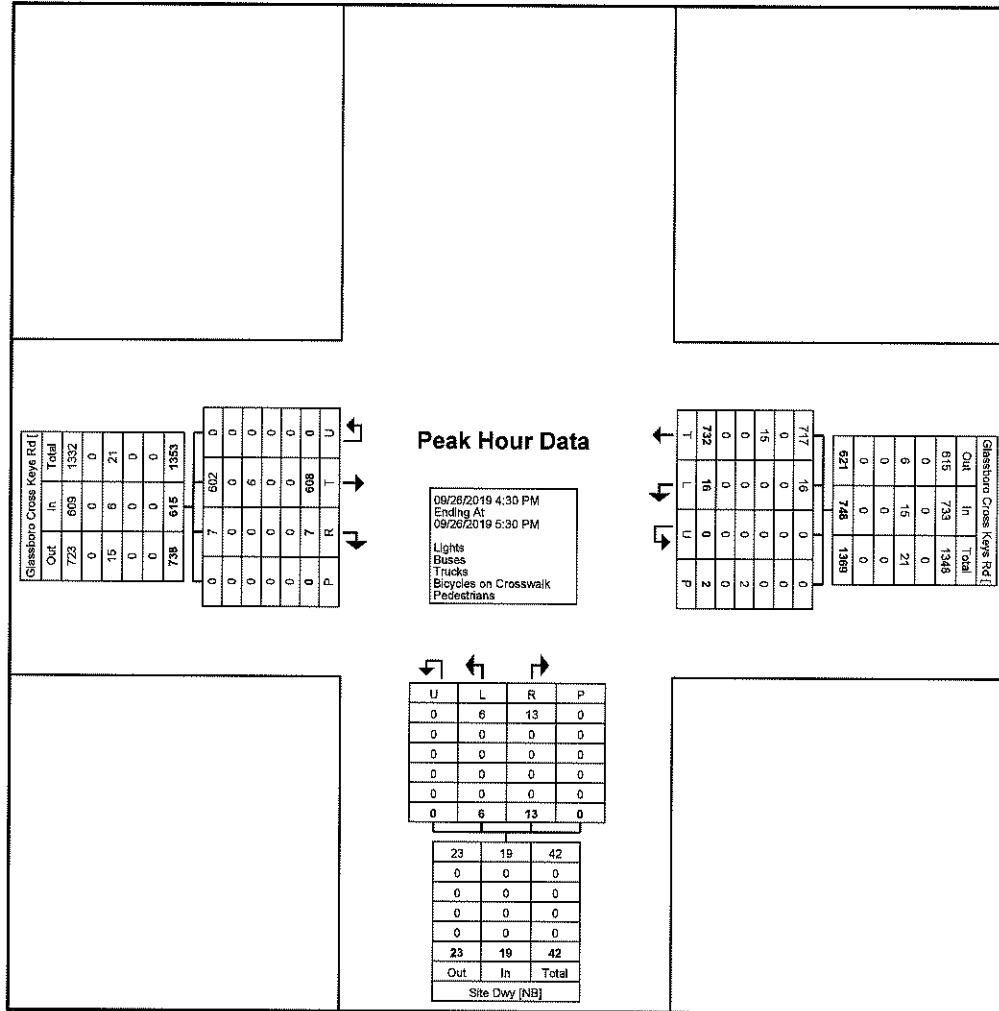 Peak Hour Data
09/26/2019 4:30 PM
Ending At
09/26/2019 5:30 PM
Lights
Buses
Trucks
Bicycles on Crosswalk
Pedestrians
Glassboro Cross Keys Rd [
Out In Total
723 609 1332
0 0 0
15 6 21
0 0 0
0 0 0
738 615 1353
0 602 7 0
0 0 0 0
0 6 0 0
0 0 0 0
0 0 0 0
0 608 7 0
U T R P
Glassboro Cross Keys Rd [
Out In Total
615 733 1348
0 0 0
6 15 21
0 0 0
0 0 0
621 748 1369
717 16 0 0
0 0 0 0
15 0 0 0
0 0 0 2
0 0 0 0
732 16 0 2
T L U P
U L R P
0 6 13 0
0 0 0 0
0 0 0 0
0 0 0 0
0 0 0 0
0 6 13 0
23 19 42
0 0 0
0 0 0
0 0 0
0 0 0
23 19 42
Out In Total
Site Dwy [NB]